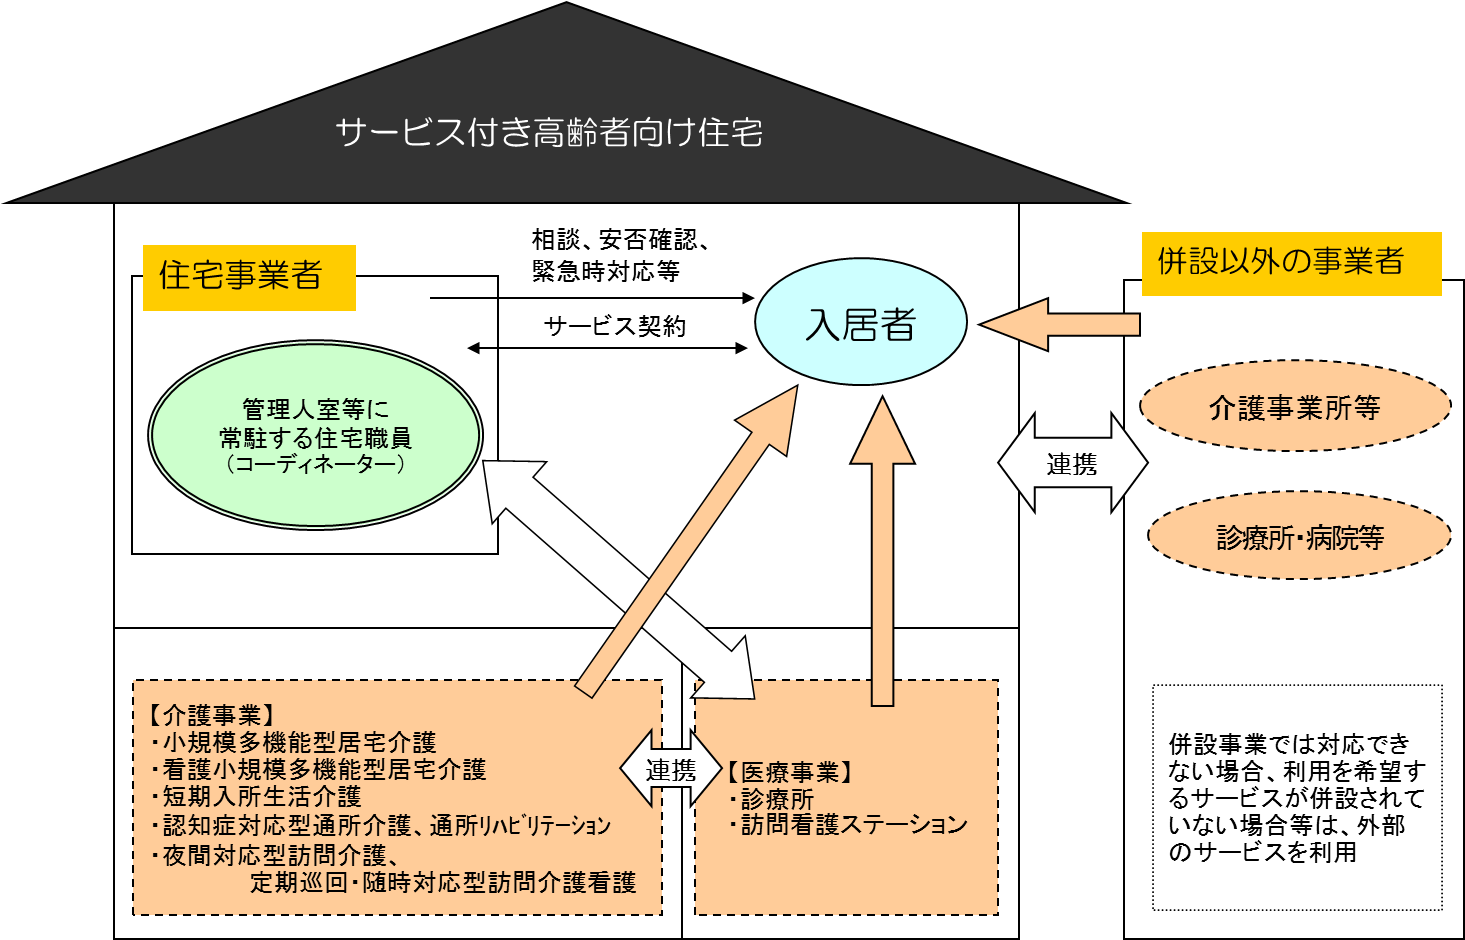 サービス付き高齢者向け住宅
住宅事業者
相談、安否確認、
緊急時対応等
サービス契約
入居者
管理人室等に
常駐する住宅職員
（コーディネーター）
【介護事業】
・小規模多機能型居宅介護
・看護小規模多機能型居宅介護
・短期入所生活介護
・認知症対応型通所介護、通所ﾘﾊﾋﾞﾘﾃｰｼｮﾝ
・夜間対応型訪問介護、
定期巡回・随時対応型訪問介護看護
連携
【医療事業】
・診療所
・訪問看護ステーション
連携
併設以外の事業者
介護事業所等
診療所・病院等
併設事業では対応でき
ない場合、利用を希望す
るサービスが併設されて
いない場合等は、外部
のサービスを利用